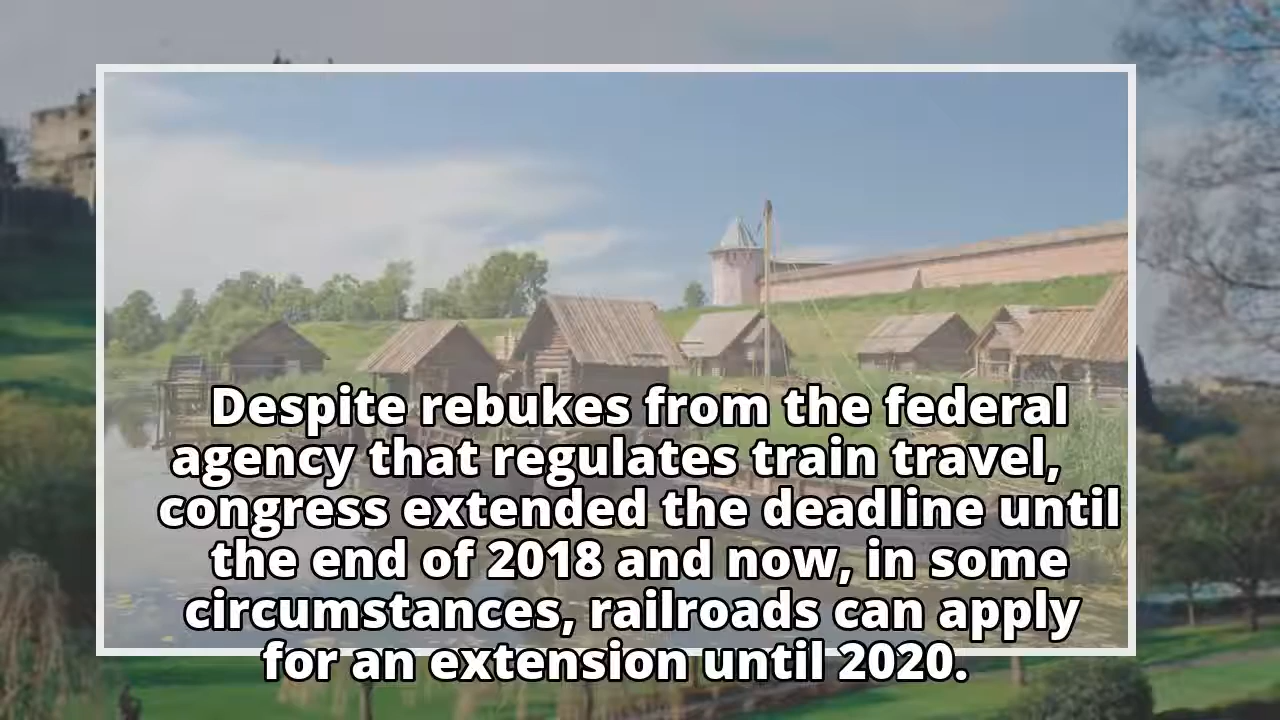 Despite rebukes from the federal
agency that regulates train travel,
congress extended the deadline until
the end of 2018 and now, in some
circumstances, railroads can apply
for an extension until 2020.